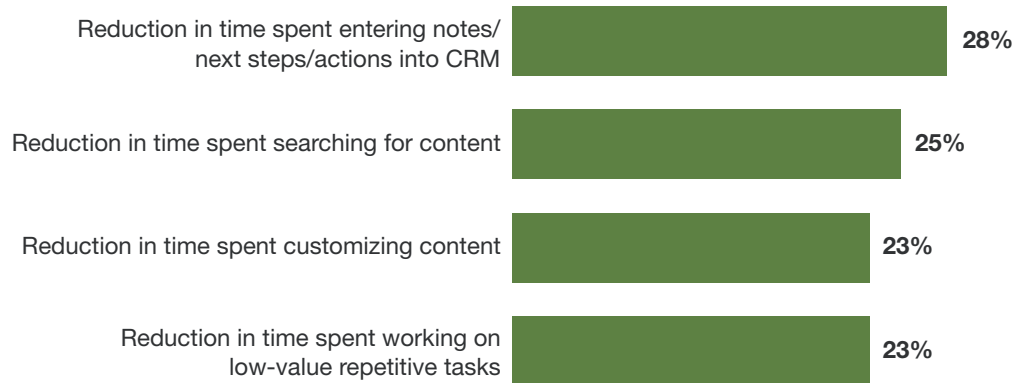 Reduction in time spent entering notes/
next steps/actions into CRM
28%
Reduction in time spent searching for content
25%
Reduction in time spent customizing content
23%
Reduction in time spent working on
low-value repetitive tasks
23%